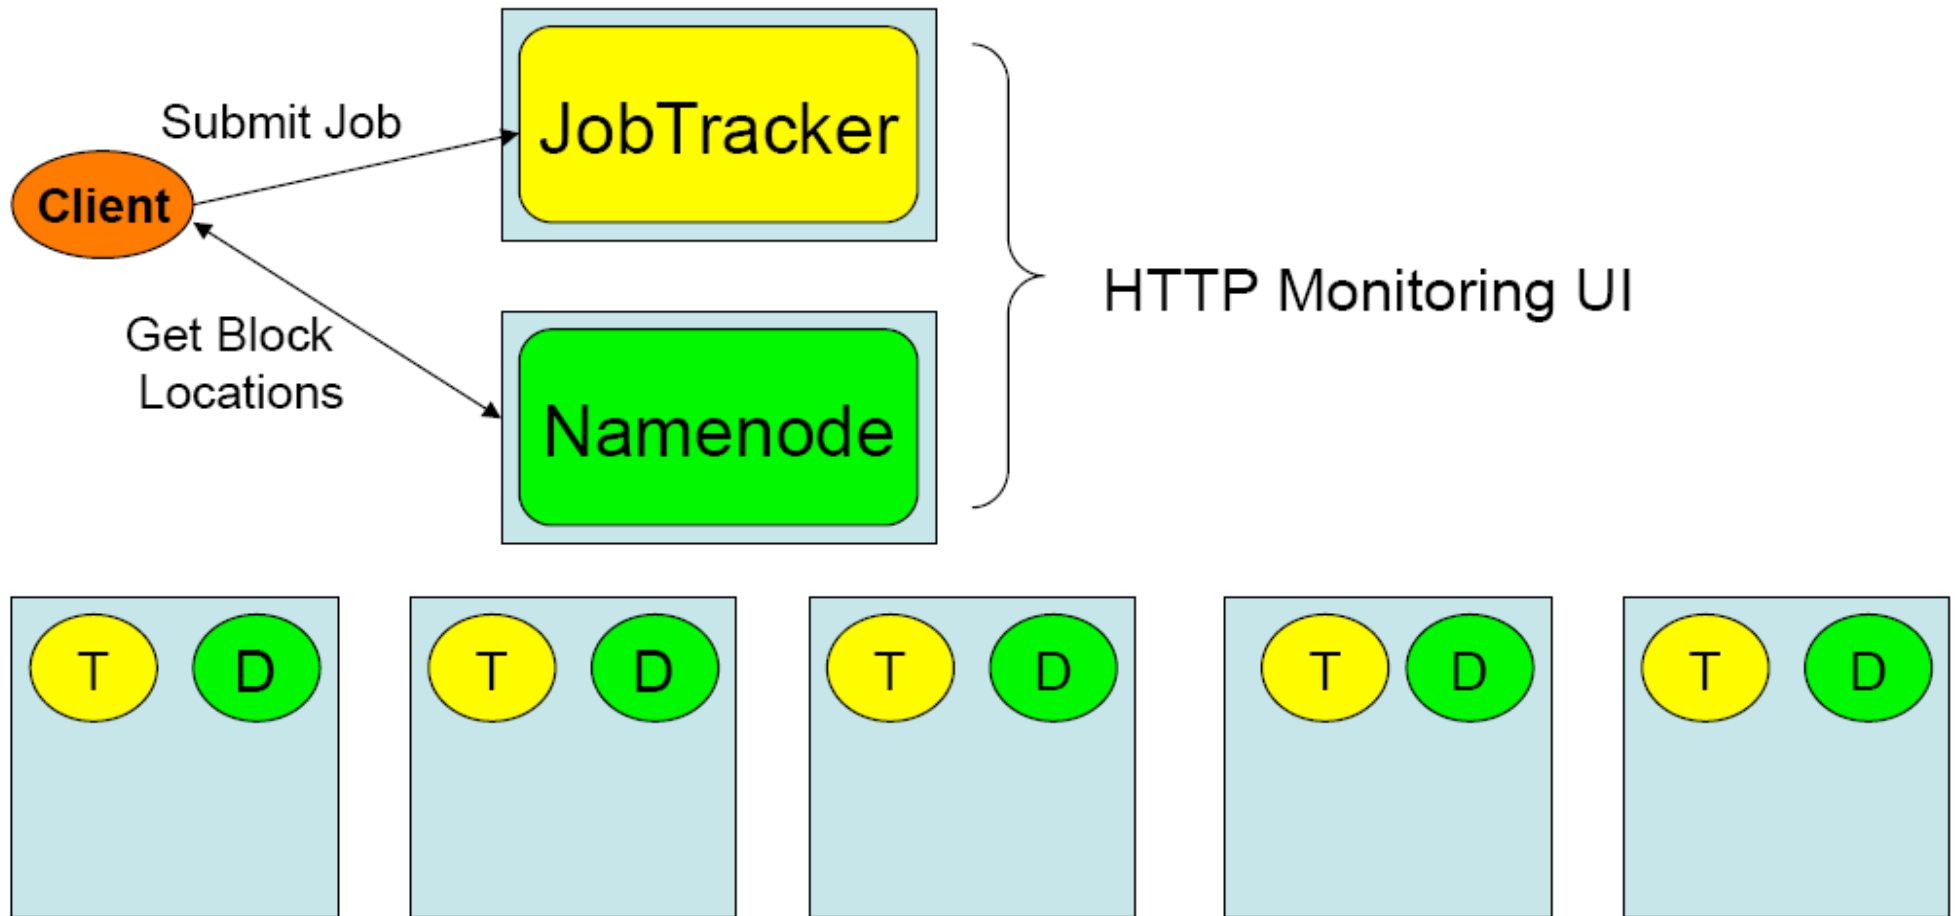 Submit Job
JobTracker
Client
HTTP Monitoring UI
Get Block
Locations
Namenode
T D T D T D T D T D